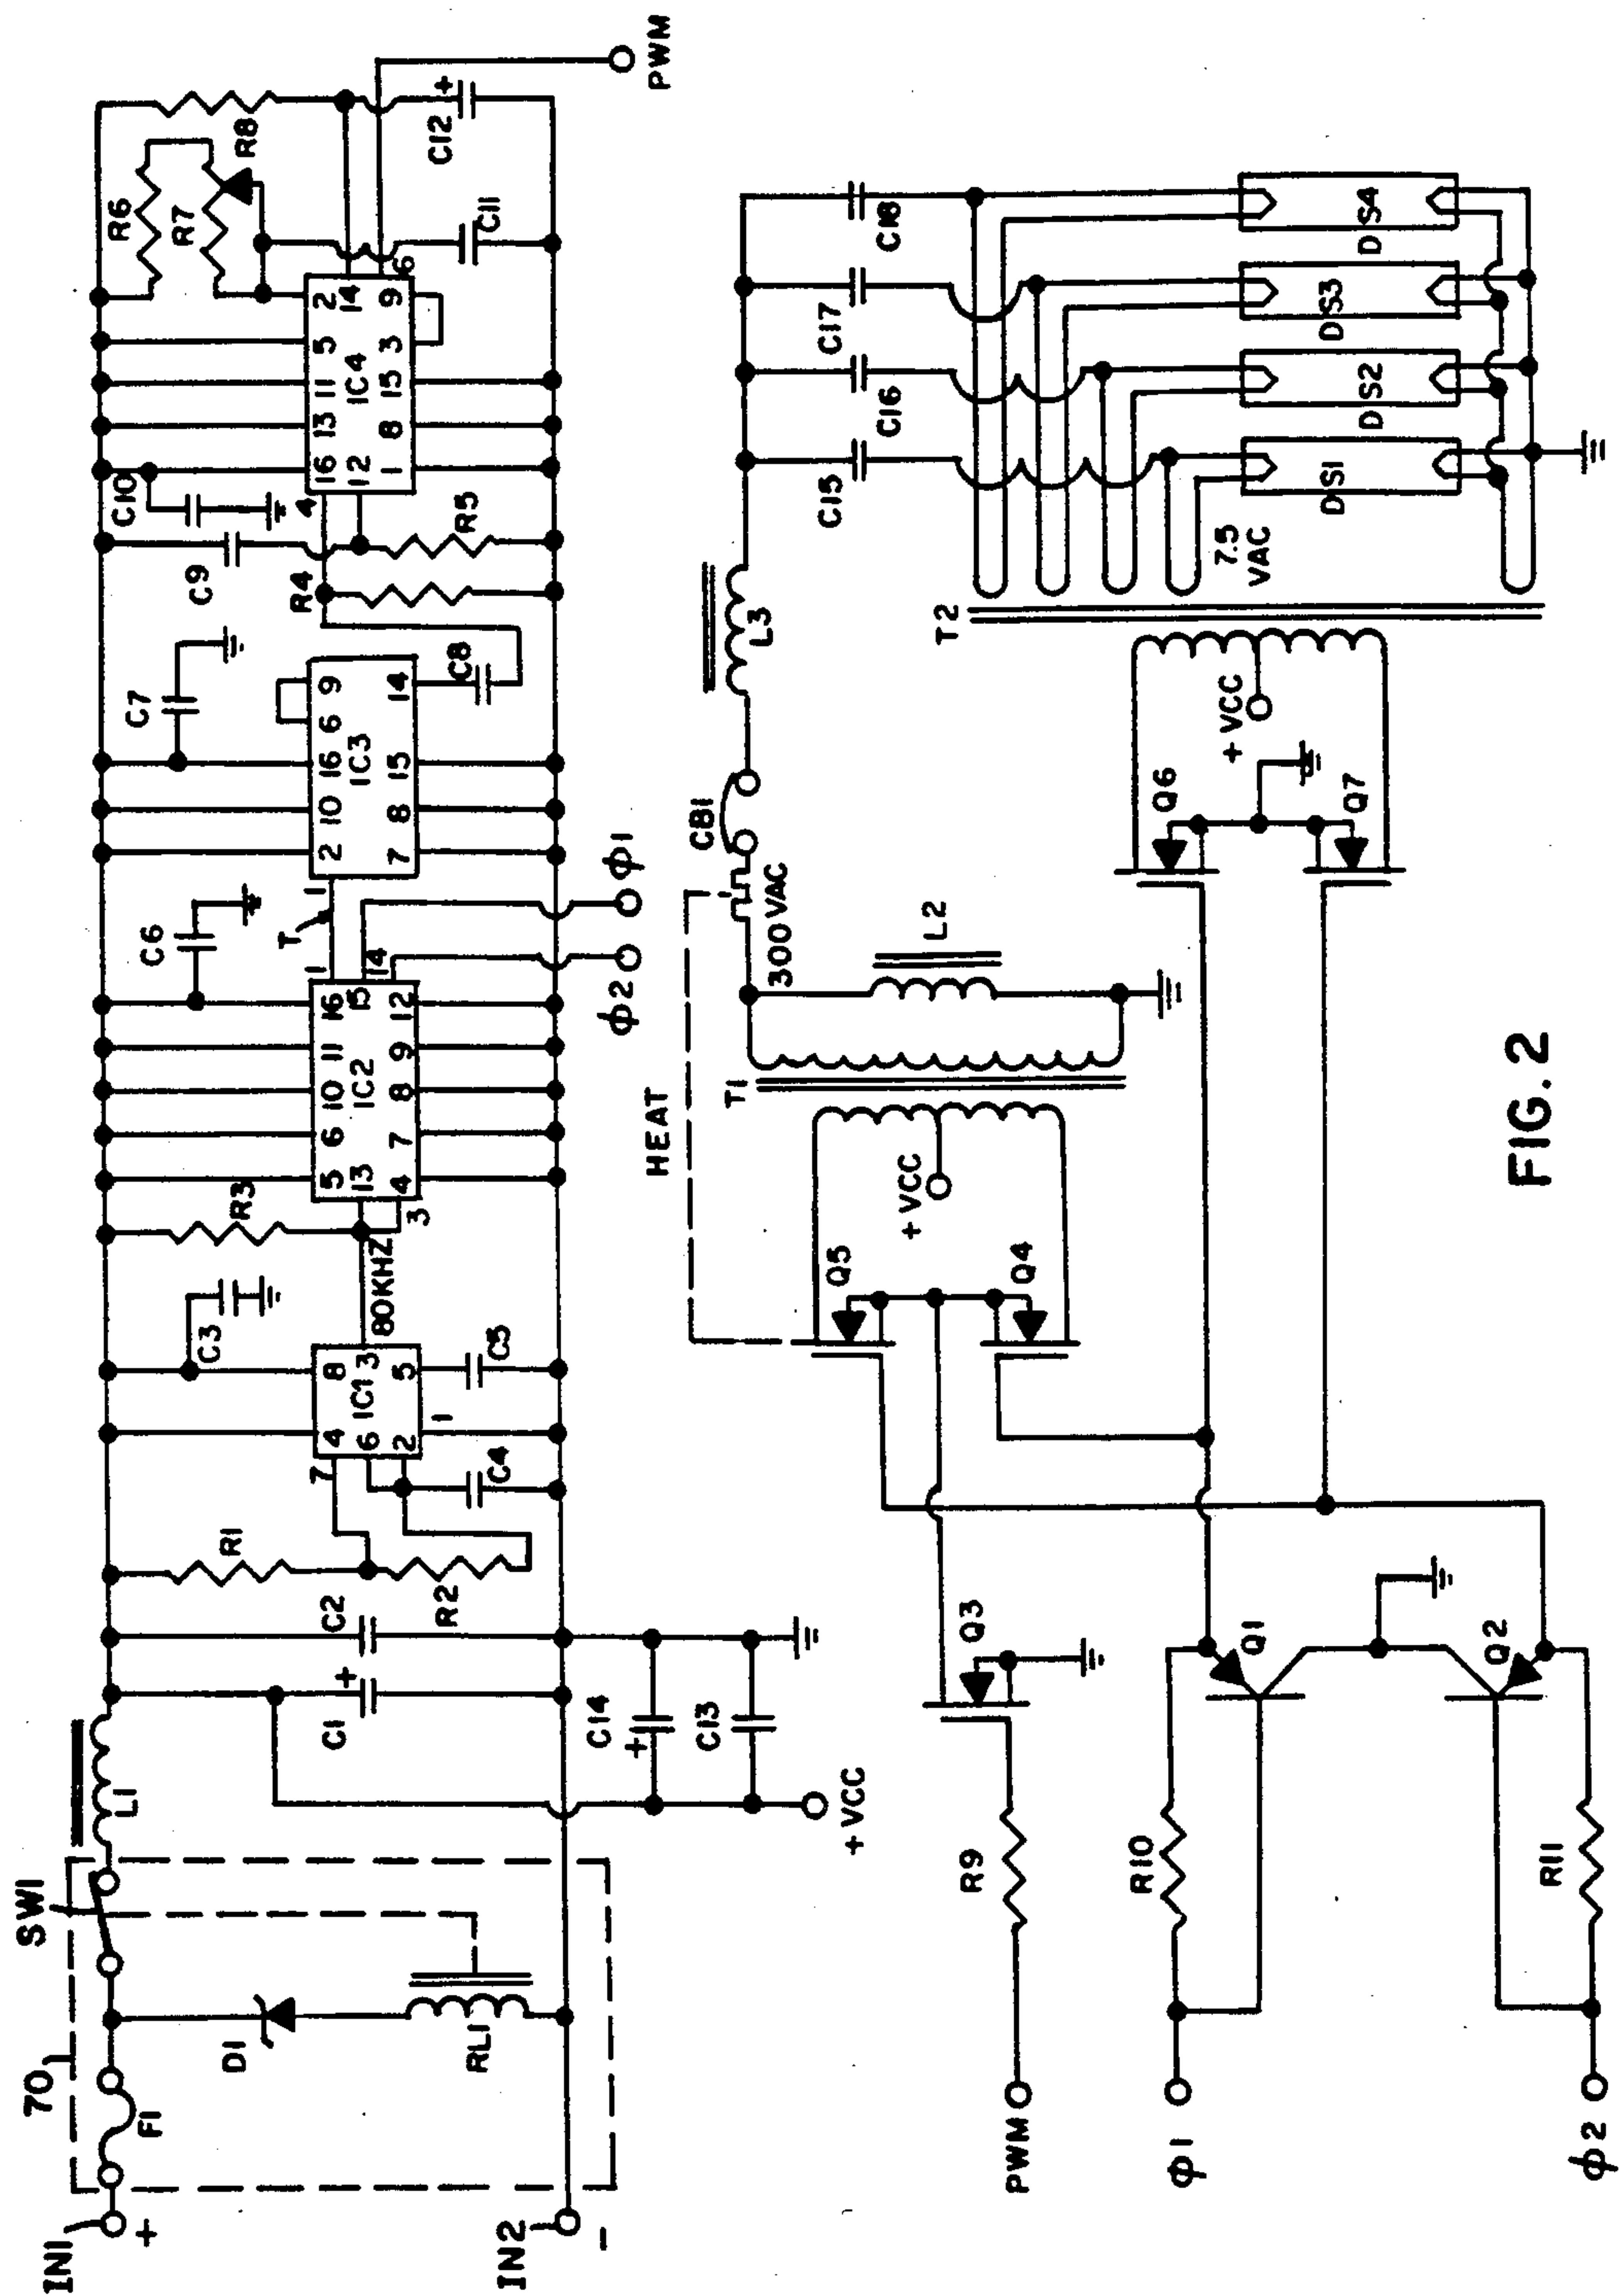 IN1
+
70
F1
SW1
D1
RL1
L1
IN2
-
C1
+
C2
R1
R2
C14
+
C13
+VCC
7
4
8
6
IC1
3
2
5
1
C3
C4
C5
80KHZ
R3
3
5
6
10
11
16
13
IC2
15
4
7
8
9
12
1
14
C6
T
φ2
φ1
1
2
10
16
6
9
IC3
7
8
15
14
C7
C8
R4
C9
R5
C10
4
16
13
11
5
2
12
IC4
14
1
8
15
3
9
6
R6
R7
R8
C11
C12
+
PWM
HEAT
300VAC
CB1
L3
C15
C16
C17
C18
T1
L2
Q5
Q4
+VCC
T2
7.5
VAC
DS1
DS2
DS3
DS4
+VCC
Q6
Q7
PWM
R9
Q3
φ1
R10
Q1
φ2
R11
Q2
FIG. 2